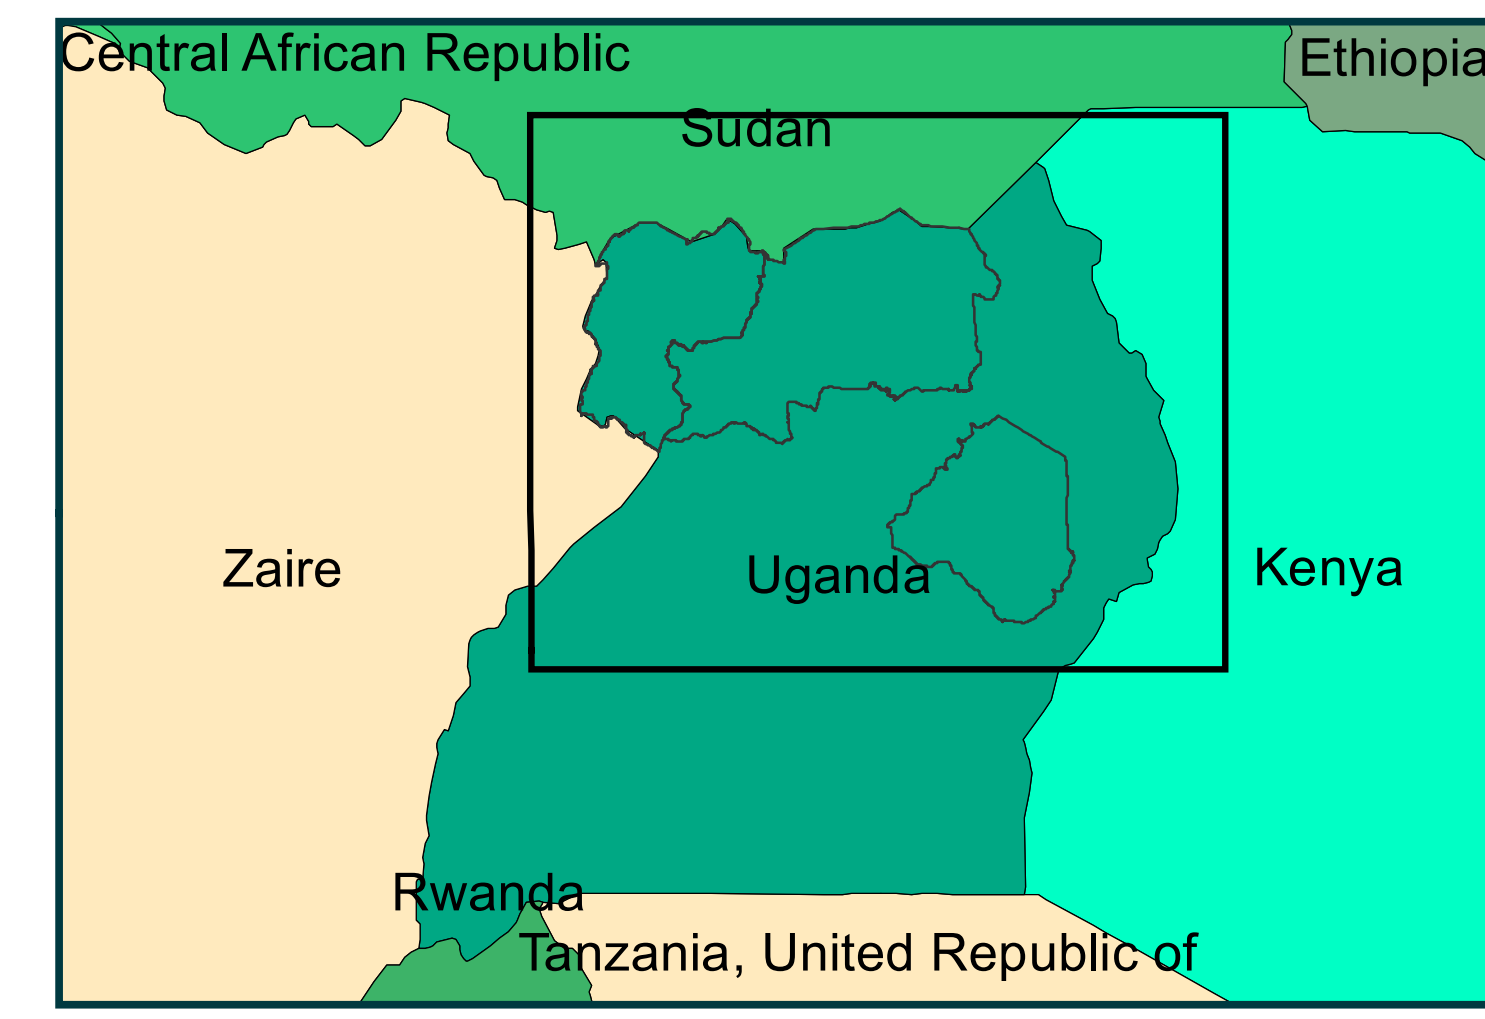 Central African Republic
Ethiopia
Sudan
Zaire
Uganda
Kenya
Rwanda
Tanzania, United Republic of